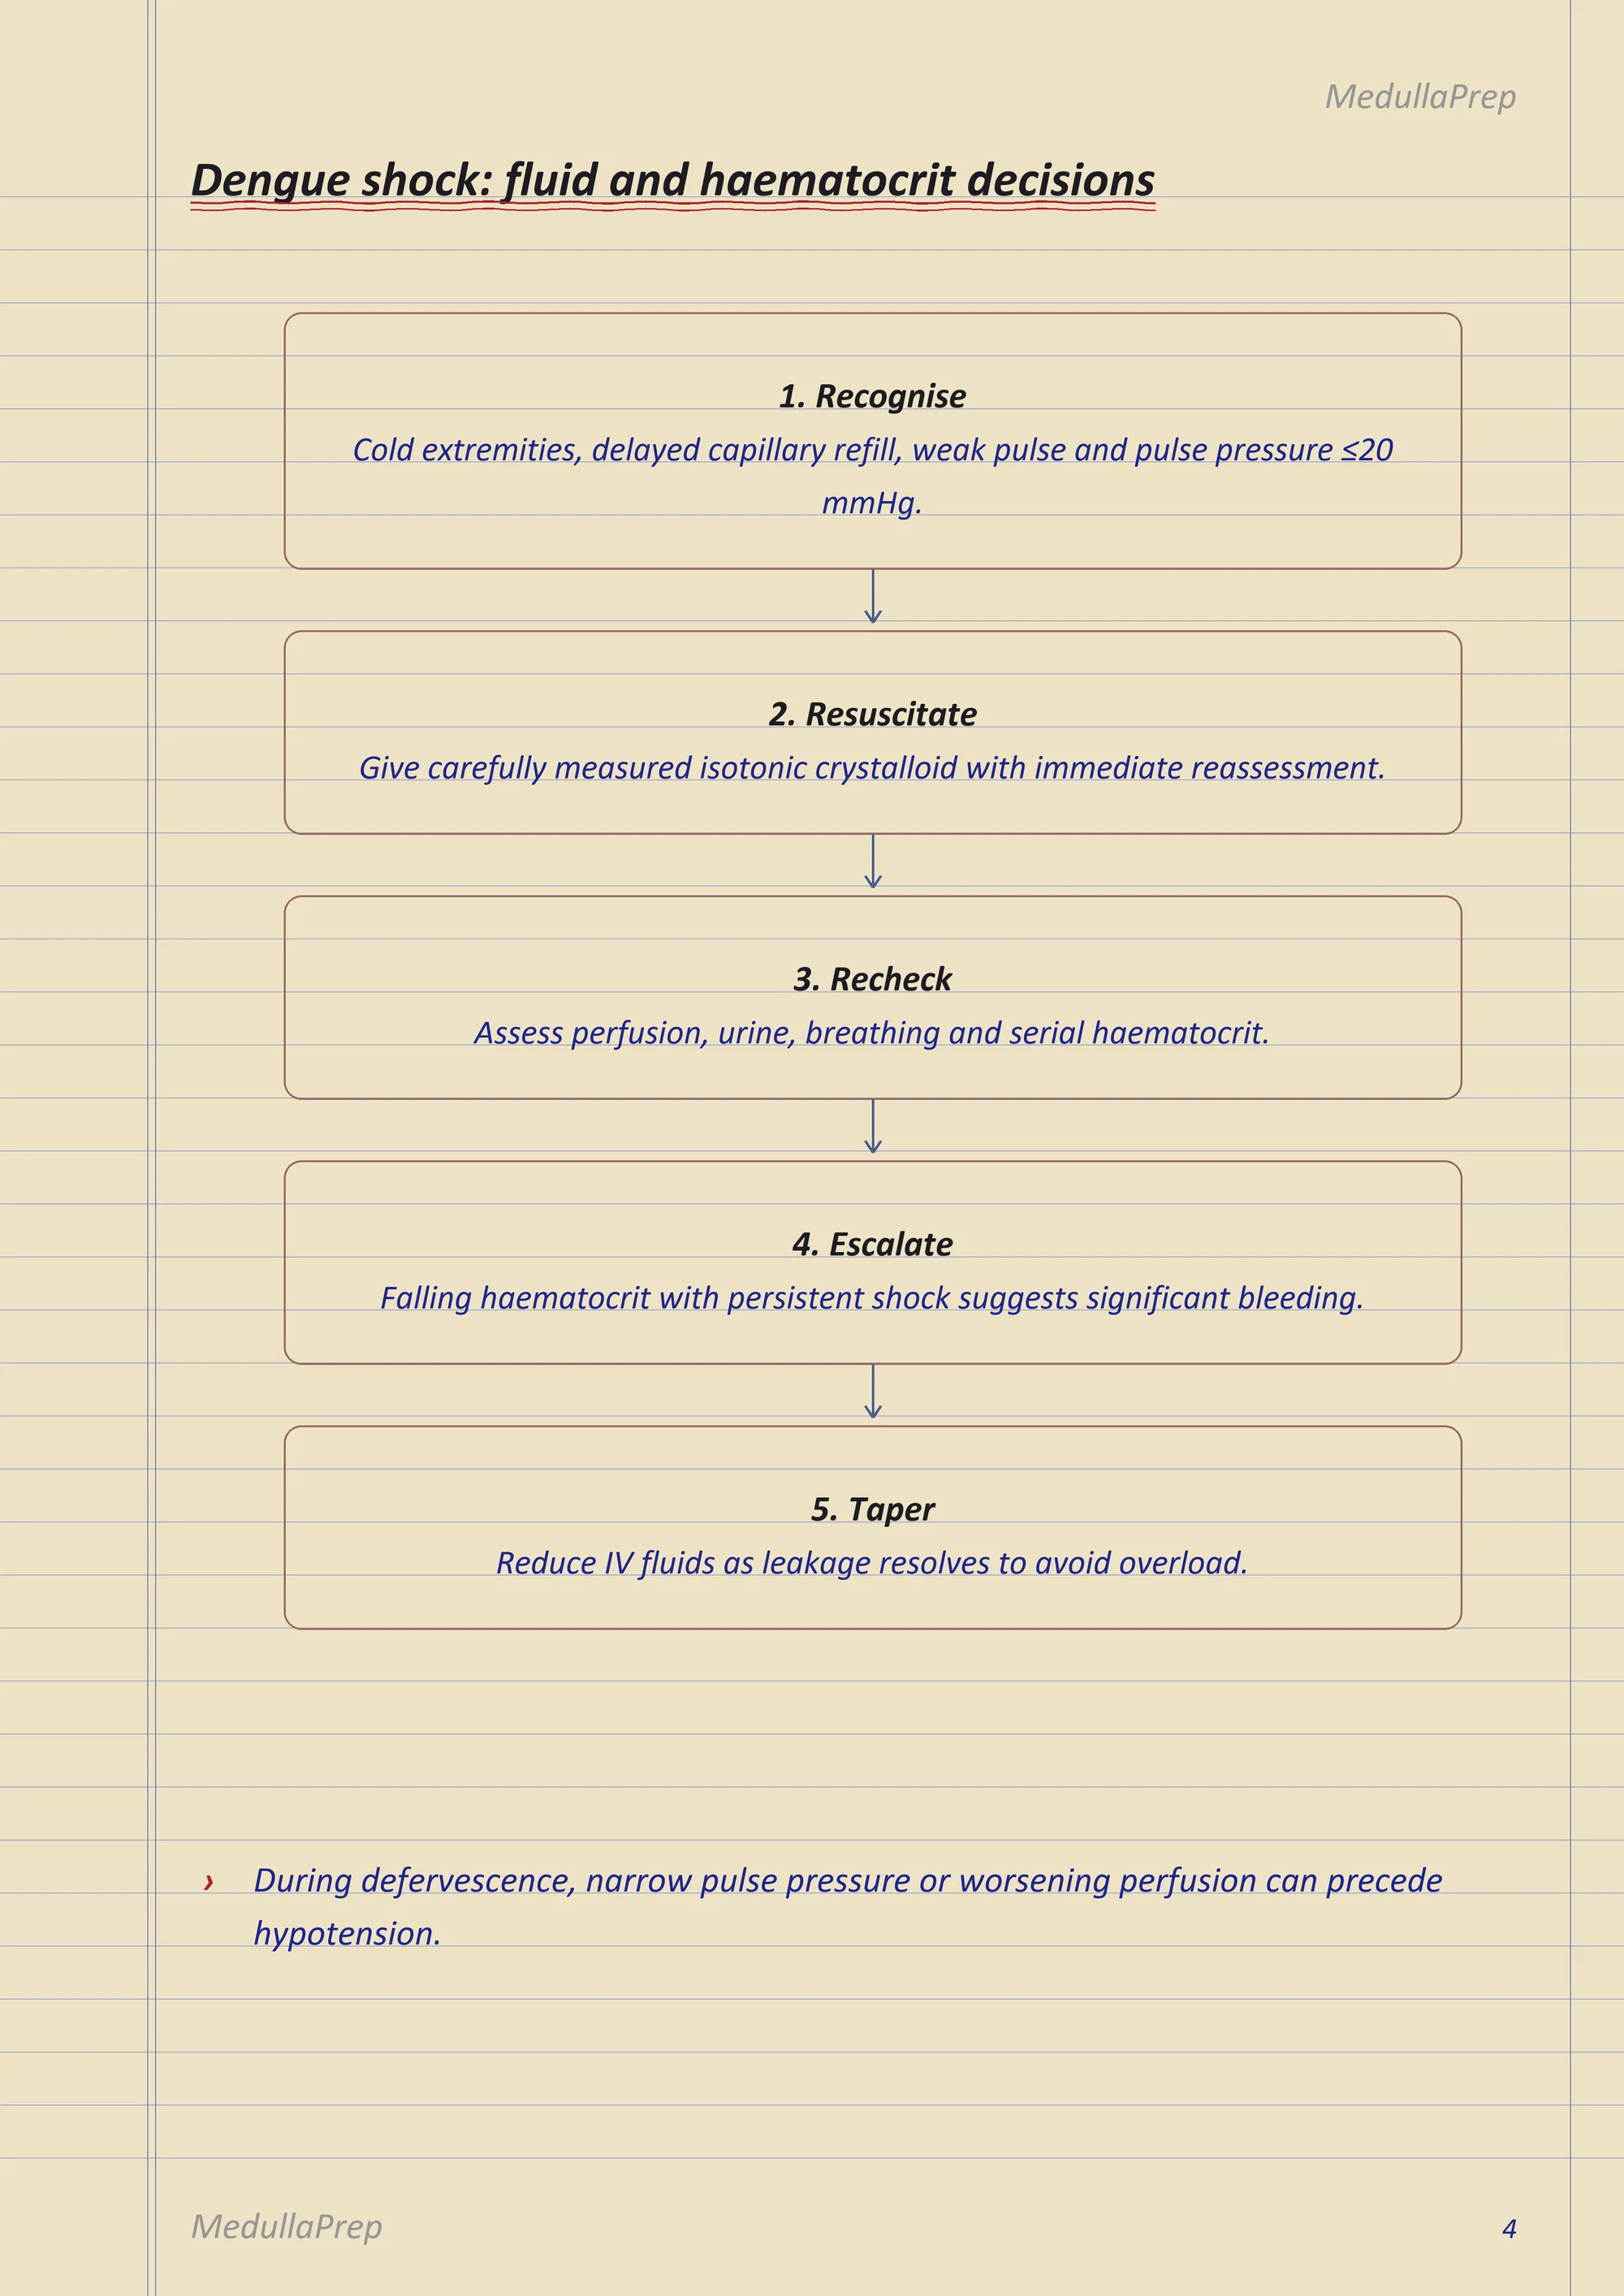 MedullaPrep
Dengue shock: fluid and haematocrit decisions
1. Recognise
Cold extremities, delayed capillary refill, weak pulse and pulse pressure ≤20
mmHg.
2. Resuscitate
Give carefully measured isotonic crystalloid with immediate reassessment.
3. Recheck
Assess perfusion, urine, breathing and serial haematocrit.
4. Escalate
Falling haematocrit with persistent shock suggests significant bleeding.
5. Taper
Reduce IV fluids as leakage resolves to avoid overload.
› During defervescence, narrow pulse pressure or worsening perfusion can precede
hypotension.
MedullaPrep
4